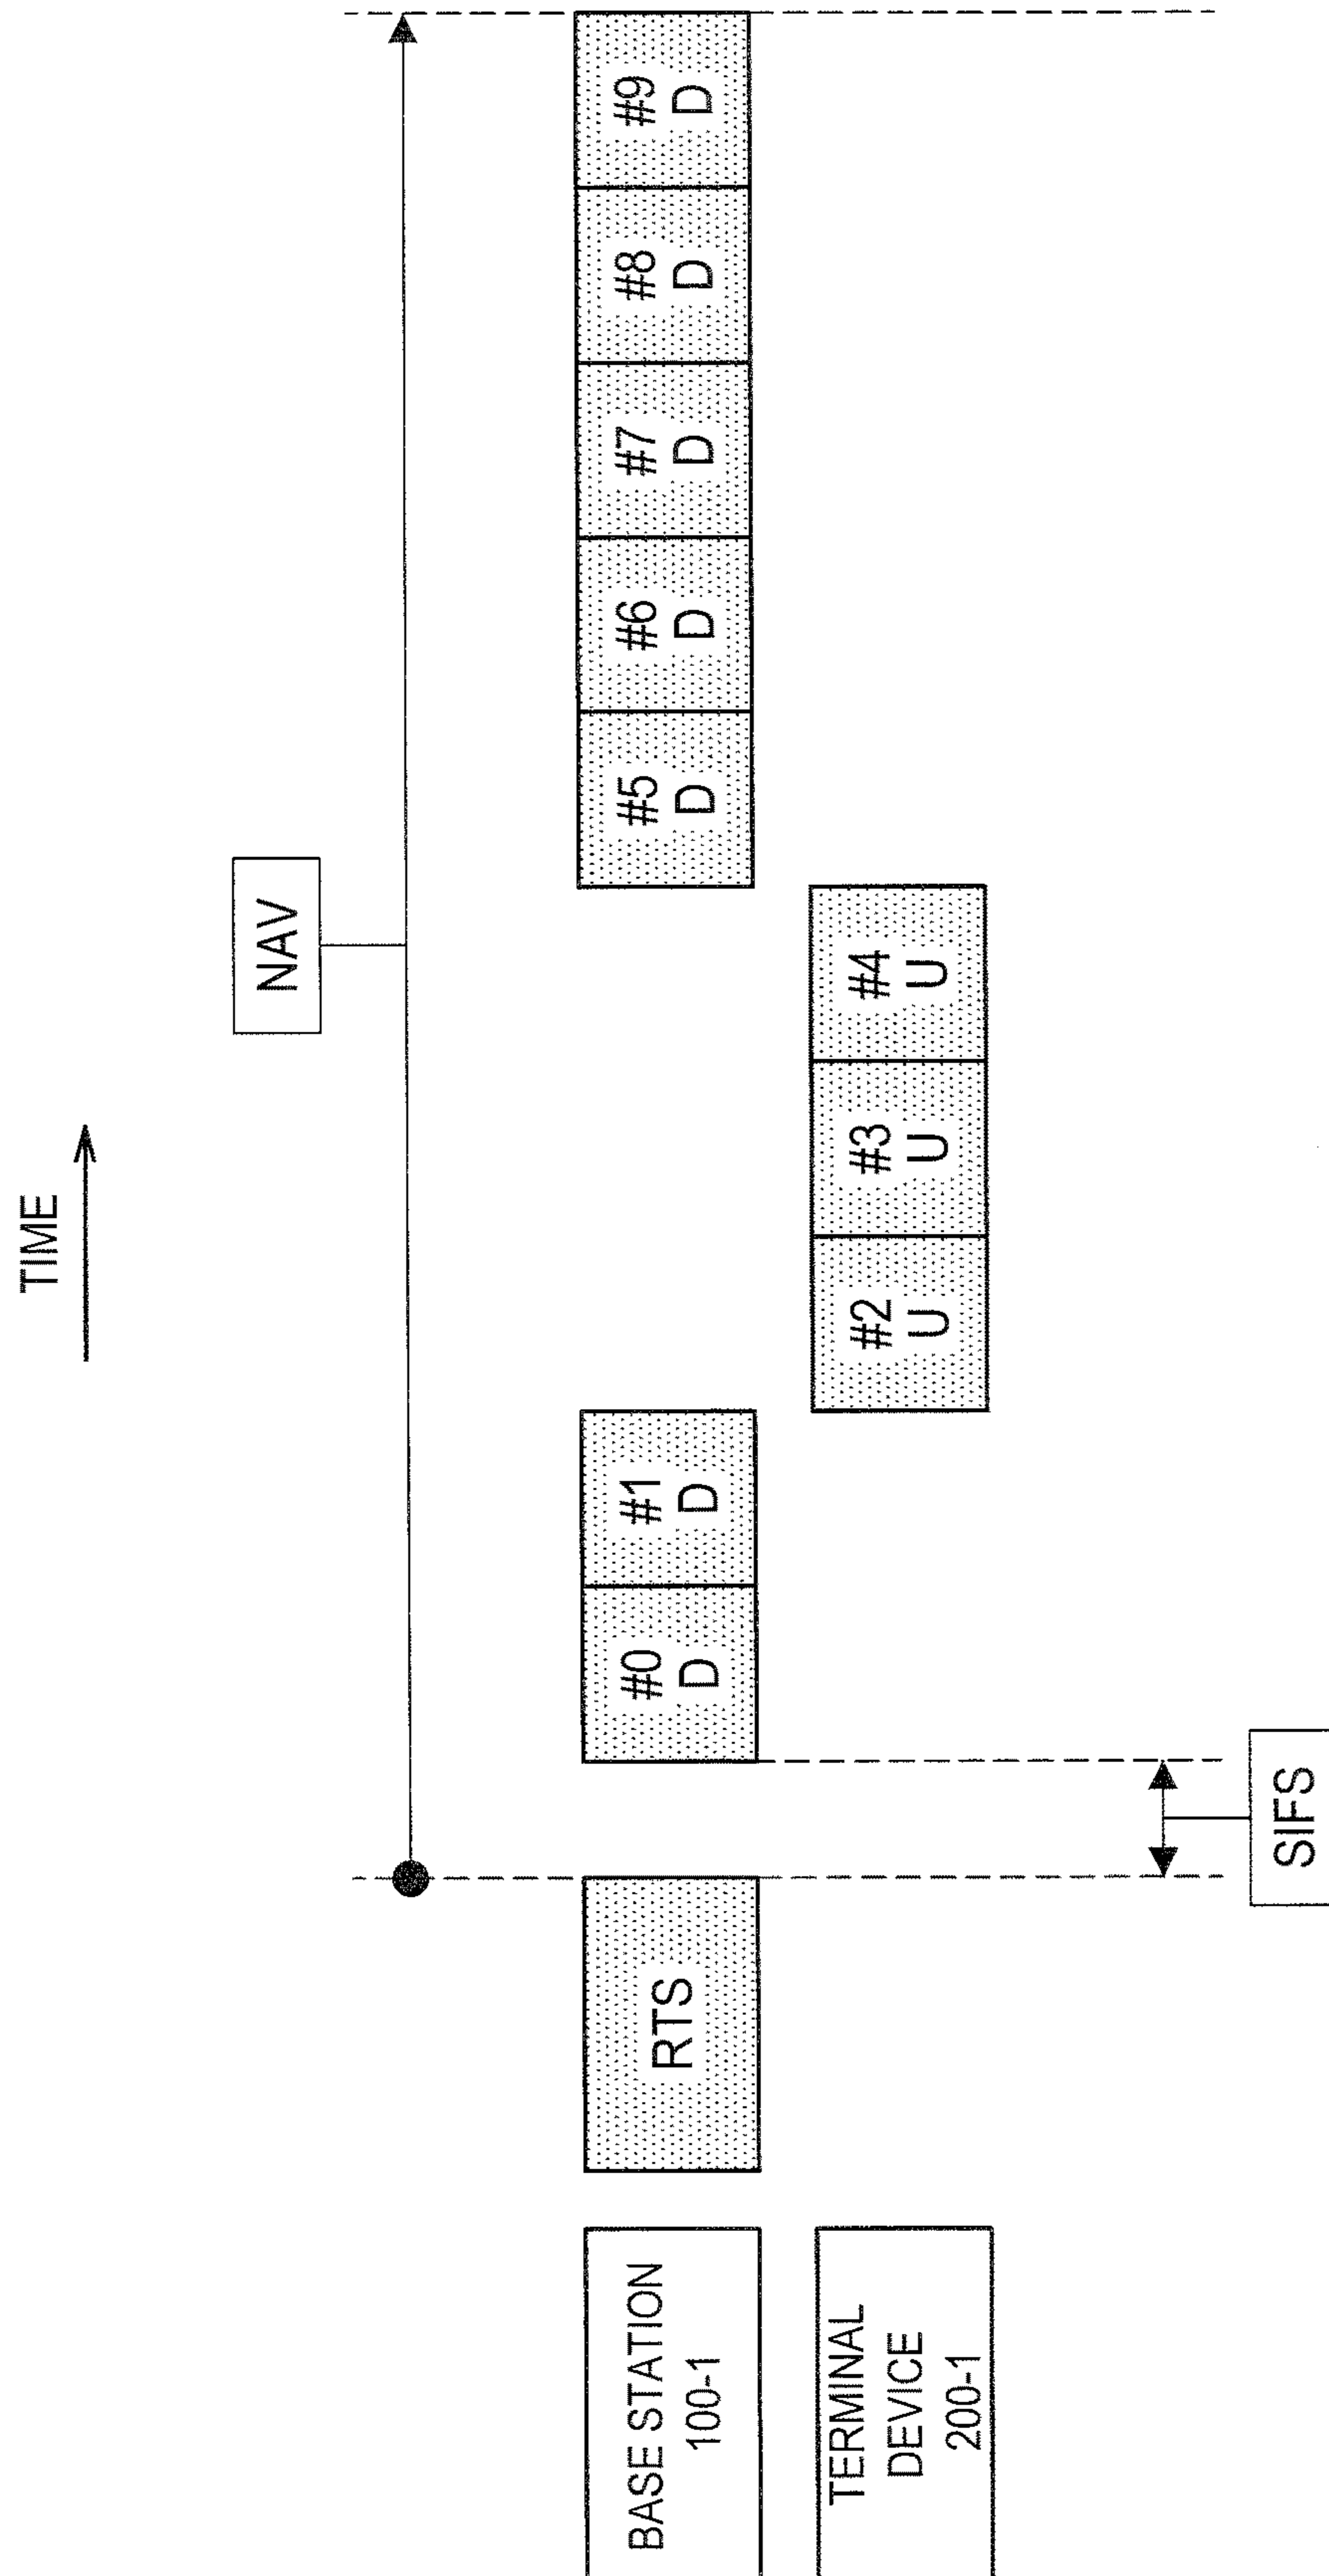 TIME
NAV
BASE STATION
100-1
RTS
#0
D
#1
D
#5
D
#6
D
#7
D
#8
D
#9
D
TERMINAL
DEVICE
200-1
#2
U
#3
U
#4
U
SIFS